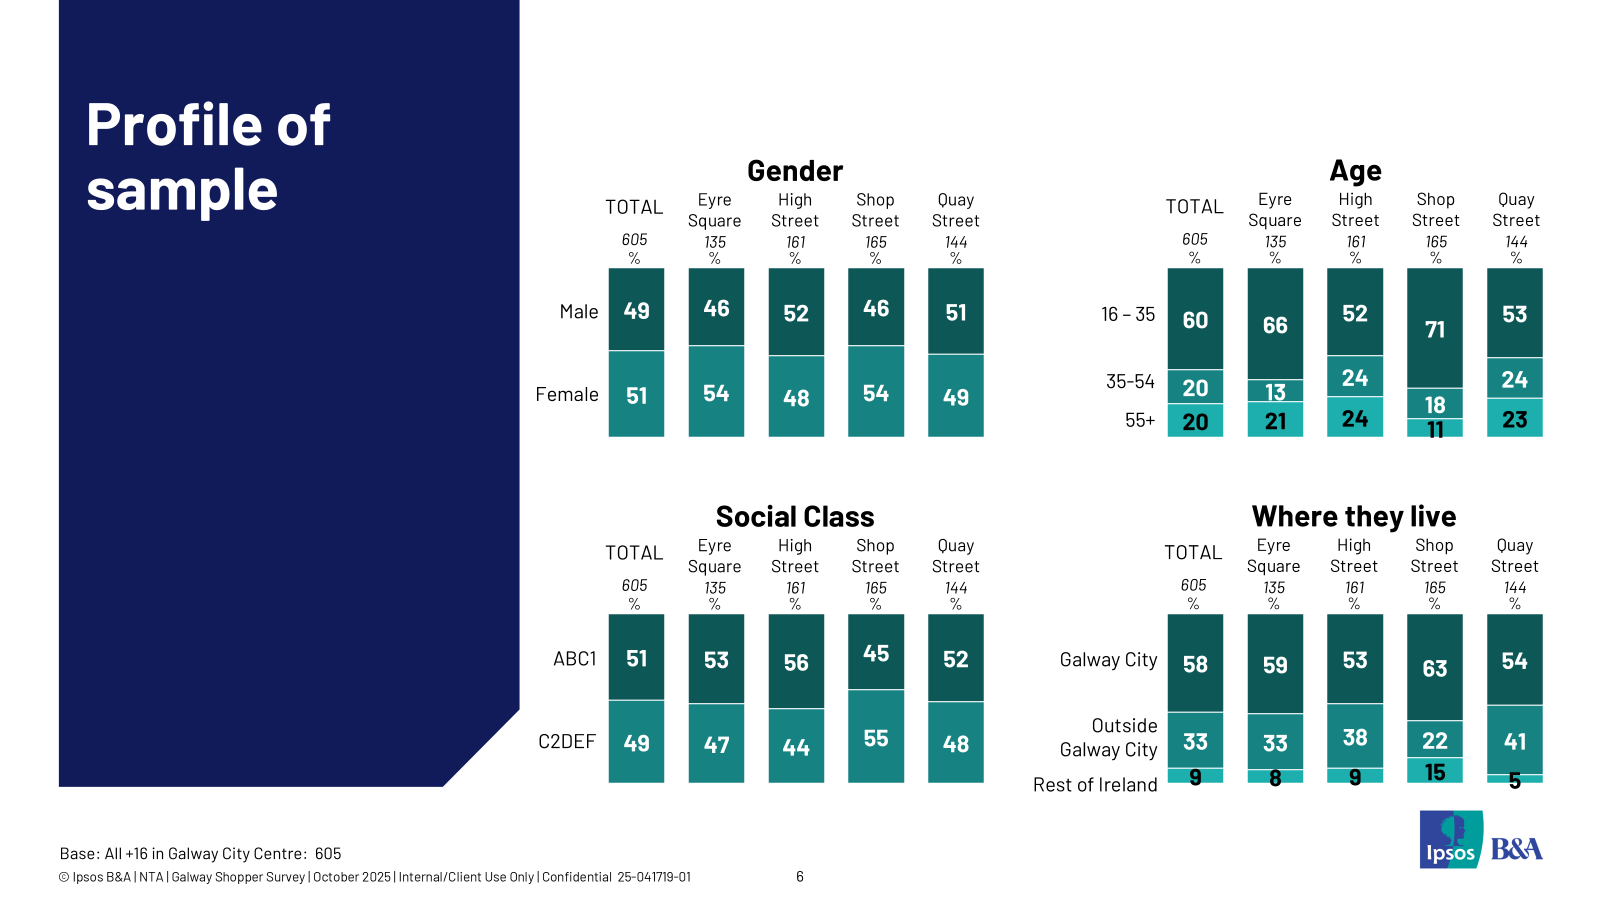 Profile of
sample
Gender
TOTAL Eyre Square High Street Shop Street Quay Street
605 135 161 165 144
% % % % %
Male 49 46 52 46 51
Female 51 54 48 54 49
Age
TOTAL Eyre Square High Street Shop Street Quay Street
605 135 161 165 144
% % % % %
16 – 35 60 66 52 71 53
35-54 20 13 24 18 24
55+ 20 21 24 11 23
Social Class
TOTAL Eyre Square High Street Shop Street Quay Street
605 135 161 165 144
% % % % %
ABC1 51 53 56 45 52
C2DEF 49 47 44 55 48
Where they live
TOTAL Eyre Square High Street Shop Street Quay Street
605 135 161 165 144
% % % % %
Galway City 58 59 53 63 54
Outside
Galway City 33 33 38 22 41
Rest of Ireland 9 8 9 15 5
Ipsos B&A
Base: All +16 in Galway City Centre: 605
© Ipsos B&A | NTA | Galway Shopper Survey | October 2025 | Internal/Client Use Only | Confidential 25-041719-01
6